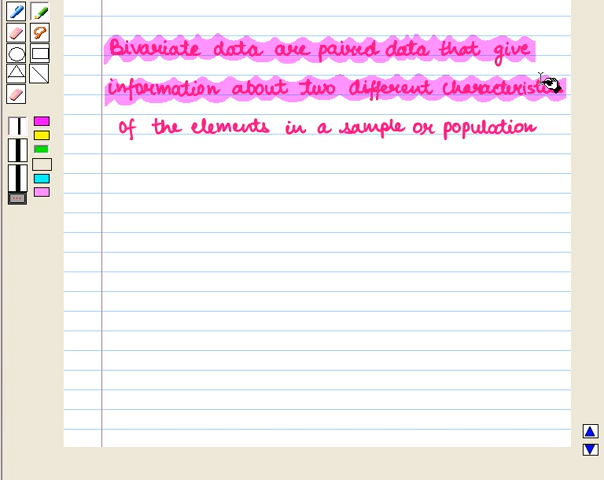 Bivariate data are paired data that give
information about two different characteristics
of the elements in a sample or population